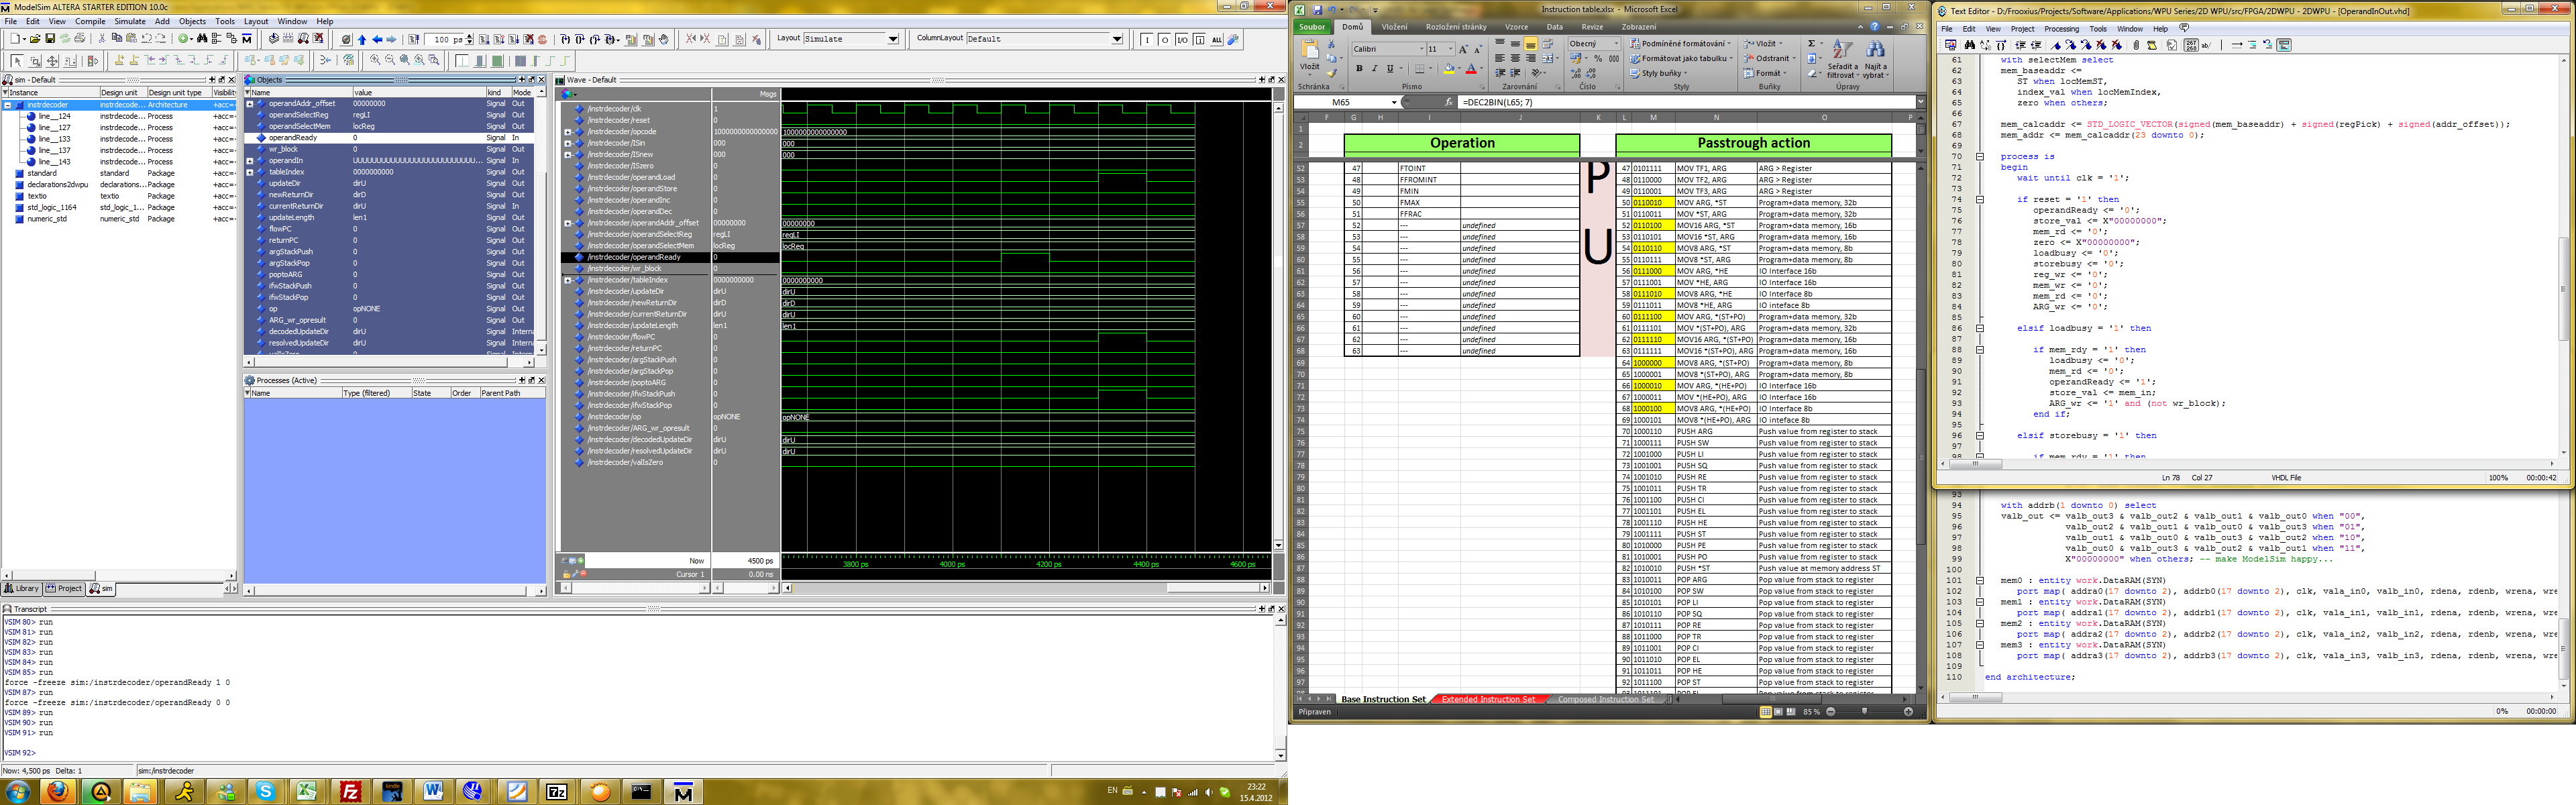 ModelSim ALTERA STARTER EDITION 10.0c
File Edit View Compile Simulate Add Objects Tools Layout Window Help
100 ps
Layout Simulate
ColumnLayout Default
sim - Default
Instance Design unit Design unit type Visibility
instrdecoder instrdecode... Architecture +acc=
line__124 instrdecode... Process +acc=
line__127 instrdecode... Process +acc=
line__133 instrdecode... Process +acc=
line__137 instrdecode... Process +acc=
line__143 instrdecode... Process +acc=
standard standard Package +acc=
declarations2dwpu declarations... Package +acc=
textio textio Package +acc=
std_logic_1164 std_logic_1... Package +acc=
numeric_std numeric_std Package +acc=
Library Project sim
Objects
Name value kind Mode
operandAddr_offset 00000000 Signal Out
operandSelectReg regLI Signal Out
operandSelectMem locReg Signal Out
operandReady 0 Signal In
wr_block 0 Signal Out
operandIn Signal In
tableIndex 0000000000 Signal Out
updateDir dirU Signal Out
newReturnDir dirD Signal Out
currentReturnDir dirU Signal In
updateLength len1 Signal Out
flowPC 0 Signal Out
returnPC 0 Signal Out
argStackPush 0 Signal Out
argStackPop 0 Signal Out
poptoARG 0 Signal Out
ifwStackPush 0 Signal Out
ifwStackPop 0 Signal Out
op opNONE Signal Out
ARG_wr_opresult 0 Signal Out
decodedUpdateDir dirU Signal Intern
resolvedUpdateDir dirU Signal Intern
Processes (Active)
Name Type (filtered) State Order Parent Path
Wave - Default
Msgs
/instrdecoder/clk 1
/instrdecoder/reset 0
/instrdecoder/opcode
/instrdecoder/ISin 000 000
/instrdecoder/ISnew 000 000
/instrdecoder/ISzero 0
/instrdecoder/operandLoad 0
/instrdecoder/operandStore 0
/instrdecoder/operandInc 0
/instrdecoder/operandDec 0
/instrdecoder/operandAddr_offset 00000000 00000000
/instrdecoder/operandSelectReg regLI regLI
/instrdecoder/operandSelectMem locReg locReg
/instrdecoder/operandReady 0
/instrdecoder/wr_block 0
/instrdecoder/tableIndex 0000000000 0000000000
/instrdecoder/updateDir dirU dirU
/instrdecoder/newReturnDir dirD dirD
/instrdecoder/currentReturnDir dirU dirU
/instrdecoder/updateLength len1 len1
/instrdecoder/flowPC 0
/instrdecoder/returnPC 0
/instrdecoder/argStackPush 0
/instrdecoder/argStackPop 0
/instrdecoder/poptoARG 0
/instrdecoder/ifwStackPush 0
/instrdecoder/ifwStackPop 0
/instrdecoder/op opNONE opNONE
/instrdecoder/ARG_wr_opresult 0
/instrdecoder/decodedUpdateDir dirU dirU
/instrdecoder/resolvedUpdateDir dirU dirU
/instrdecoder/valIsZero 0
Now 4500 ps
3800 ps 4000 ps 4200 ps 4400 ps 4600 ps
Cursor 1 0.00 ns
Transcript
VSIM 80> run
VSIM 81> run
VSIM 82> run
VSIM 83> run
VSIM 84> run
VSIM 85> run
force -freeze sim:/instrdecoder/operandReady 1 0
VSIM 87> run
force -freeze sim:/instrdecoder/operandReady 0 0
VSIM 89> run
VSIM 90> run
VSIM 91> run
VSIM 92>
Now: 4,500 ps Delta: 1 sim:/instrdecoder
EN 23:22
15.4.2012
Instruction table.xlsx - Microsoft Excel
Soubor Domů Vložení Rozložení stránky Vzorce Data Revize Zobrazení
Vložit
Calibri 11
Obecný
Podmíněné formátování
Formátovat jako tabulku
Styly buňky
Vložit
Odstranit
Formát
Seřadit a filtrovat
Najít a vybrat
Schránka Písmo Zarovnání Číslo Styly Buňky Úpravy
M65 =DEC2BIN(L65; 7)
F G H I J K L M N O P
Operation Passtrough action
P
U
52 47 FTOINT 47 0101111 MOV TF1, ARG ARG > Register
53 48 FFROMINT 48 0110000 MOV TF2, ARG ARG > Register
54 49 FMIN 49 0110001 MOV TF3, ARG ARG > Register
55 50 FMAX 50 0110010 MOV ARG, *ST Program+data memory, 32b
56 51 FFRAC 51 0110011 MOV *ST, ARG Program+data memory, 32b
57 52 --- undefined 52 0110100 MOV16 ARG, *ST Program+data memory, 16b
58 53 --- undefined 53 0110101 MOV16 *ST, ARG Program+data memory, 16b
59 54 --- undefined 54 0110110 MOV8 ARG, *ST Program+data memory, 8b
60 55 --- undefined 55 0110111 MOV8 *ST, ARG Program+data memory, 8b
61 56 --- undefined 56 0111000 MOV ARG, *HE IO Interface 16b
62 57 --- undefined 57 0111001 MOV *HE, ARG IO Interface 16b
63 58 --- undefined 58 0111010 MOV8 ARG, *HE IO Interface 8b
64 59 --- undefined 59 0111011 MOV8 *HE, ARG IO inteface 8b
65 60 --- undefined 60 0111100 MOV ARG, *(ST+PO) Program+data memory, 32b
66 61 --- undefined 61 0111101 MOV *(ST+PO), ARG Program+data memory, 32b
67 62 --- undefined 62 0111110 MOV16 ARG, *(ST+PO) Program+data memory, 16b
68 63 --- undefined 63 0111111 MOV16 *(ST+PO), ARG Program+data memory, 16b
69 64 1000000 MOV8 ARG, *(ST+PO) Program+data memory, 8b
70 65 1000001 MOV8 *(ST+PO), ARG Program+data memory, 8b
71 66 1000010 MOV ARG, *(HE+PO) IO Interface 16b
72 67 1000011 MOV *(HE+PO), ARG IO Interface 16b
73 68 1000100 MOV8 ARG, *(HE+PO) IO Interface 8b
74 69 1000101 MOV8 *(HE+PO), ARG IO inteface 8b
75 70 1000110 PUSH ARG Push value from register to stack
76 71 1000111 PUSH SW Push value from register to stack
77 72 1001000 PUSH LI Push value from register to stack
78 73 1001001 PUSH SQ Push value from register to stack
79 74 1001010 PUSH RE Push value from register to stack
80 75 1001011 PUSH TR Push value from register to stack
81 76 1001100 PUSH CI Push value from register to stack
82 77 1001101 PUSH EL Push value from register to stack
83 78 1001110 PUSH HE Push value from register to stack
84 79 1001111 PUSH ST Push value from register to stack
85 80 1010000 PUSH PE Push value from register to stack
86 81 1010001 PUSH PO Push value from register to stack
87 82 1010010 PUSH *ST Push value at memory address ST
88 83 1010011 POP ARG Pop value from stack to register
89 84 1010100 POP SW Pop value from stack to register
90 85 1010101 POP LI Pop value from stack to register
91 86 1010110 POP SQ Pop value from stack to register
92 87 1010111 POP RE Pop value from stack to register
93 88 1011000 POP TR Pop value from stack to register
94 89 1011001 POP CI Pop value from stack to register
95 90 1011010 POP EL Pop value from stack to register
96 91 1011011 POP HE Pop value from stack to register
97 92 1011100 POP ST Pop value from stack to register
Base Instruction Set Extended Instruction Set Composed Instruction Set
Připraven 85 %
Text Editor - D:/Frooxius/Projects/Software/Applications/WPU Series/2D WPU/src/FPGA/2DWPU - 2DWPU - [OperandInOut.vhd]
File Edit View Project Processing Tools Window Help
61 with selectMem select
62 mem_baseaddr <=
63 ST when locMemST,
64 index_val when locMemIndex,
65 zero when others;
66
67 mem_calcaddr <= STD_LOGIC_VECTOR(signed(mem_baseaddr) + signed(regPick) + signed(addr_offset));
68 mem_addr <= mem_calcaddr(23 downto 0);
69
70 process is
71 begin
72 wait until clk = '1';
73
74 if reset = '1' then
75 operandReady <= '0';
76 store_val <= X"00000000";
77 mem_rd <= '0';
78 zero <= X"00000000";
79 loadbusy <= '0';
80 storebusy <= '0';
81 reg_wr <= '0';
82 mem_wr <= '0';
83 mem_rd <= '0';
84 ARG_wr <= '0';
85
86 elsif loadbusy = '1' then
87
88 if mem_rdy = '1' then
89 loadbusy <= '0';
90 mem_rd <= '0';
91 operandReady <= '1';
92 store_val <= mem_in;
93 ARG_wr <= '1' and (not wr_block);
94 end if;
95
96 elsif storebusy = '1' then
97
98 if mem_rdy = '1' then
Ln 78 Col 27 VHDL File 100% 00:00:42
93
94 with addrb(1 downto 0) select
95 valb_out <= valb_out3 & valb_out2 & valb_out1 & valb_out0 when "00",
96 valb_out2 & valb_out1 & valb_out0 & valb_out3 when "01",
97 valb_out1 & valb_out0 & valb_out3 & valb_out2 when "10",
98 valb_out0 & valb_out3 & valb_out2 & valb_out1 when "11",
99 X"00000000" when others; -- make ModelSim happy...
100
101 mem0 : entity work.DataRAM(SYN)
102 port map( addra0(17 downto 2), addrb0(17 downto 2), clk, vala_in0, valb_in0, rdena, rdenb, wrena, wre
103 mem1 : entity work.DataRAM(SYN)
104 port map( addra1(17 downto 2), addrb1(17 downto 2), clk, vala_in1, valb_in1, rdena, rdenb, wrena, wre
105 mem2 : entity work.DataRAM(SYN)
106 port map( addra2(17 downto 2), addrb2(17 downto 2), clk, vala_in2, valb_in2, rdena, rdenb, wrena, wre
107 mem3 : entity work.DataRAM(SYN)
108 port map( addra3(17 downto 2), addrb3(17 downto 2), clk, vala_in3, valb_in3, rdena, rdenb, wrena, wre
109
110 end architecture;
0% 00:00:00